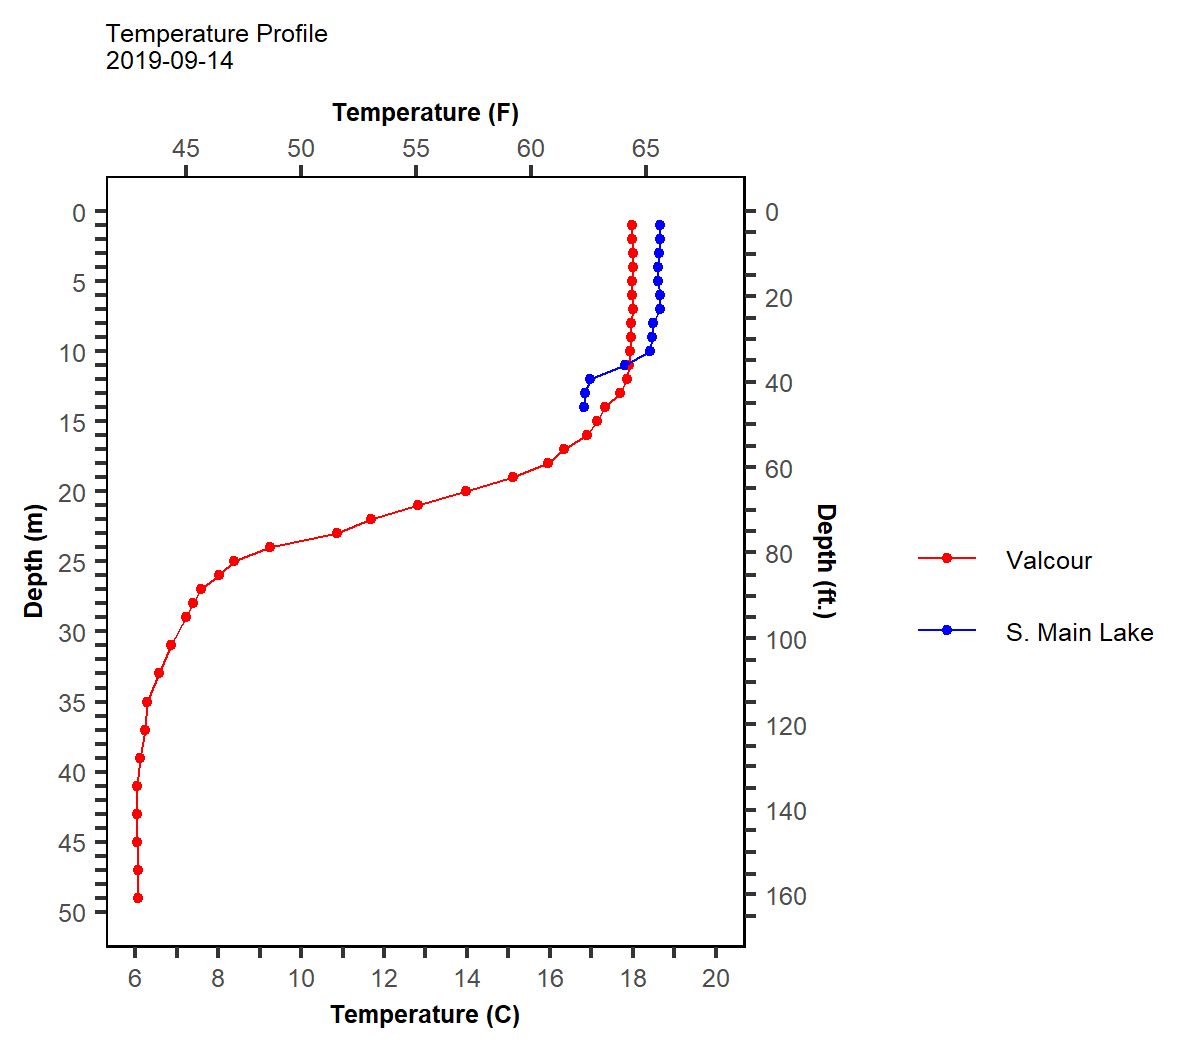 Temperature Profile
2019-09-14
Temperature (F)
45 50 55 60 65
0 0
5
20
10
40
15
60
20
Depth (m) Depth (ft.)
80
25
Valcour
30
100
S. Main Lake
35
120
40
140
45
160
50
6 8 10 12 14 16 18 20
Temperature (C)